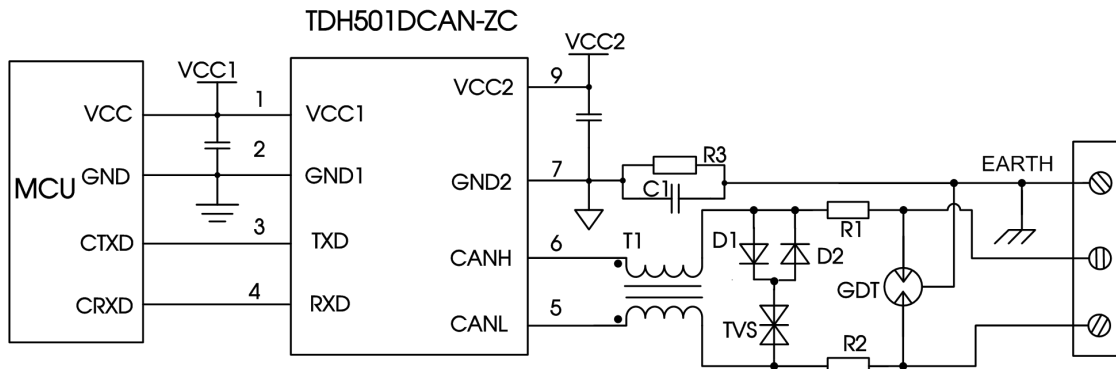 TDH501DCAN-ZC
VCC1
VCC2
MCU
VCC
GND
CTXD
CRXD
1
2
3
4
VCC1
GND1
TXD
RXD
VCC2
GND2
CANH
CANL
9
7
6
5
R3
C1
EARTH
T1
D1
D2
R1
GDT
TVS
R2